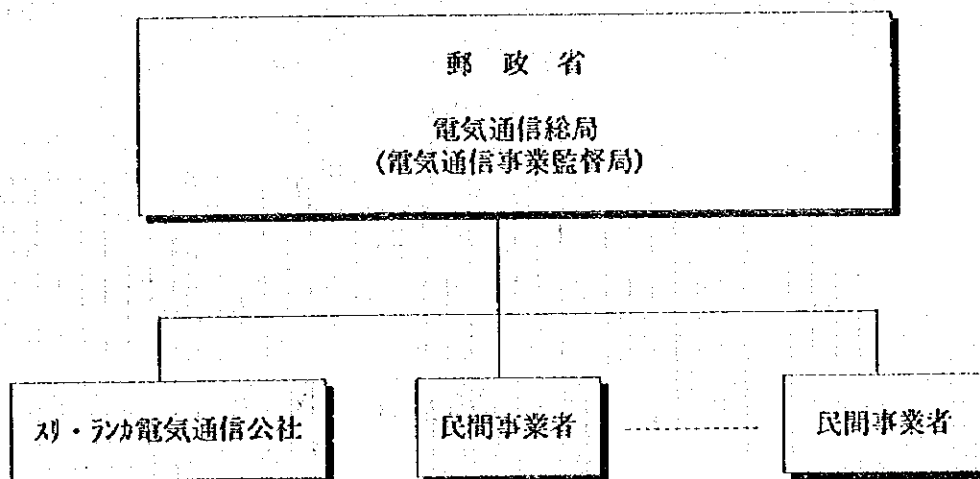 郵 政 省
電気通信総局
(電気通信事業監督局)
スリ・ランカ電気通信公社
民間事業者
民間事業者